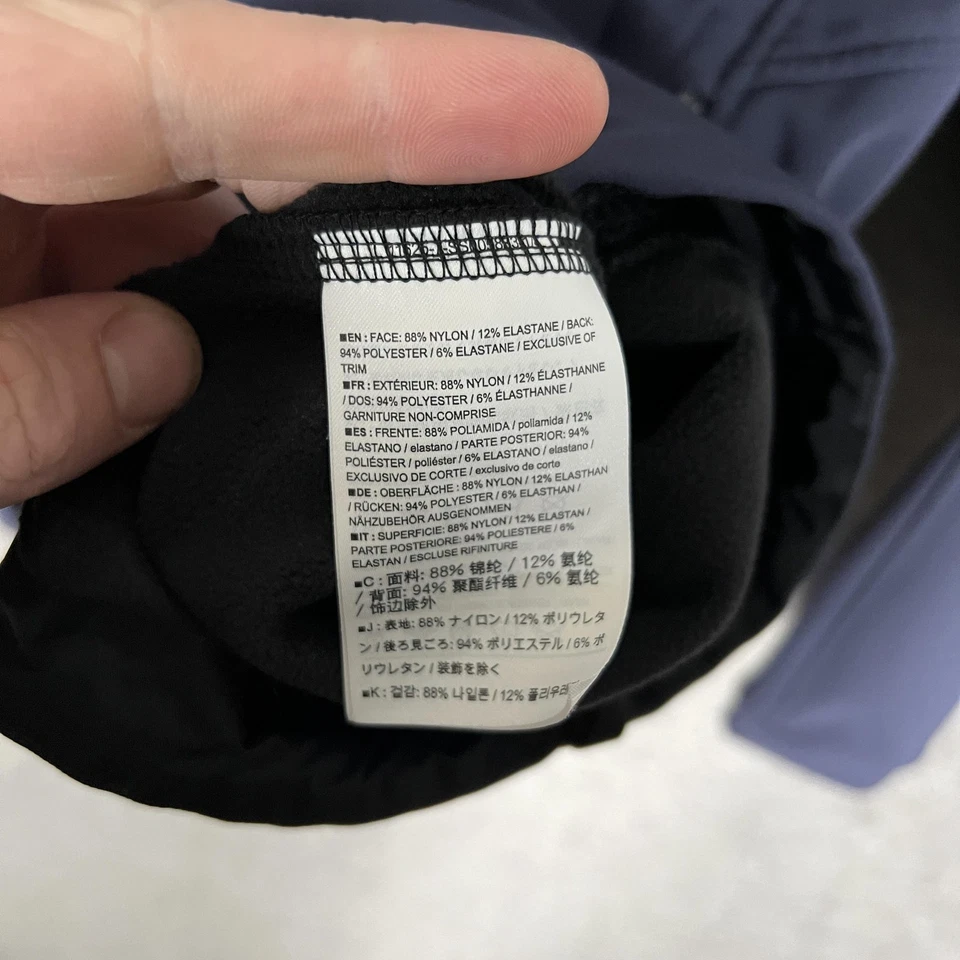 ■EN : FACE: 88% NYLON / 12% ELASTANE / BACK:
94% POLYESTER / 6% ELASTANE / EXCLUSIVE OF
TRIM
■FR : EXTÉRIEUR: 88% NYLON / 12% ÉLASTHANNE
/ DOS: 94% POLYESTER / 6% ÉLASTHANNE /
GARNITURE NON-COMPRISE
■ES : FRENTE: 88% POLIAMIDA / poliamida / 12%
ELASTANO / elastano / PARTE POSTERIOR: 94%
POLIÉSTER / poliéster / 6% ELASTANO / elastano /
EXCLUSIVO DE CORTE / exclusivo de corte
■DE : OBERFLÄCHE : 88% NYLON / 12% ELASTHAN
/ RÜCKEN: 94% POLYESTER / 6% ELASTHAN /
NÄHZUBEHÖR AUSGENOMMEN
■IT : SUPERFICIE: 88% NYLON / 12% ELASTAN /
PARTE POSTERIORE: 94% POLIESTERE / 6%
ELASTAN / ESCLUSE RIFINITURE
■C : 面料: 88% 锦纶 / 12% 氨纶
/ 背面: 94% 聚酯纤维 / 6% 氨纶
/ 饰边除外
■J : 表地: 88% ナイロン / 12% ポリウレタ
ン / 後ろ見ごろ: 94% ポリエステル / 6% ポ
リウレタン / 装飾を除く
■K : 겉감: 88% 나일론 / 12% 폴리우레